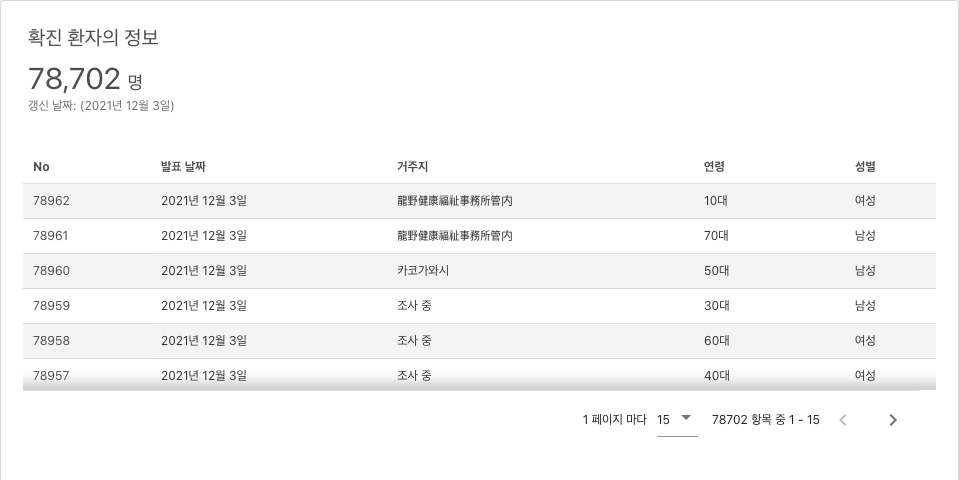 확진 환자의 정보
78,702 명
갱신 날짜: (2021년 12월 3일)
No 발표 날짜 거주지 연령 성별
78962 2021년 12월 3일 龍野健康福祉事務所管内 10대 여성
78961 2021년 12월 3일 龍野健康福祉事務所管内 70대 남성
78960 2021년 12월 3일 카코가와시 50대 남성
78959 2021년 12월 3일 조사 중 30대 남성
78958 2021년 12월 3일 조사 중 60대 여성
78957 2021년 12월 3일 조사 중 40대 여성
1 페이지 마다 15 78702 항목 중 1 - 15